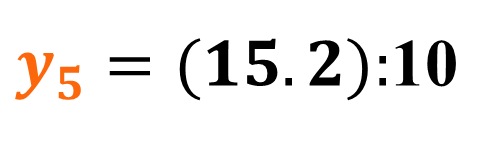 y₅ = (15.2):10